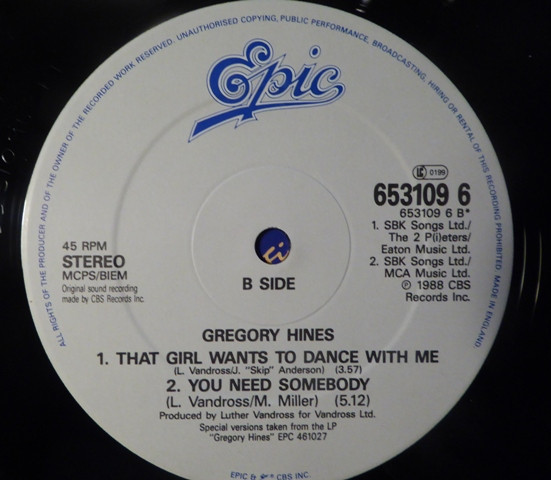 ALL RIGHTS OF THE PRODUCER AND OF THE OWNER OF THE RECORDED WORK RESERVED. UNAUTHORISED COPYING, PUBLIC PERFORMANCE, BROADCASTING, HIRING OR RENTAL OF THIS RECORDING PROHIBITED. MADE IN ENGLAND.
Epic
LC 0199
653109 6
653109 6 B*
1. SBK Songs Ltd./
The 2 P(i)eters/
Eaton Music Ltd.
2. SBK Songs Ltd./
MCA Music Ltd.
℗ 1988 CBS
Records Inc.
45 RPM
STEREO
MCPS/BIEM
Original sound recording
made by CBS Records Inc.
B SIDE
GREGORY HINES
1. THAT GIRL WANTS TO DANCE WITH ME
(L. Vandross/J. "Skip" Anderson) (3.57)
2. YOU NEED SOMEBODY
(L. Vandross/M. Miller) (5.12)
Produced by Luther Vandross for Vandross Ltd.
Special versions taken from the LP
"Gregory Hines" EPC 461027
EPIC & CBS INC.